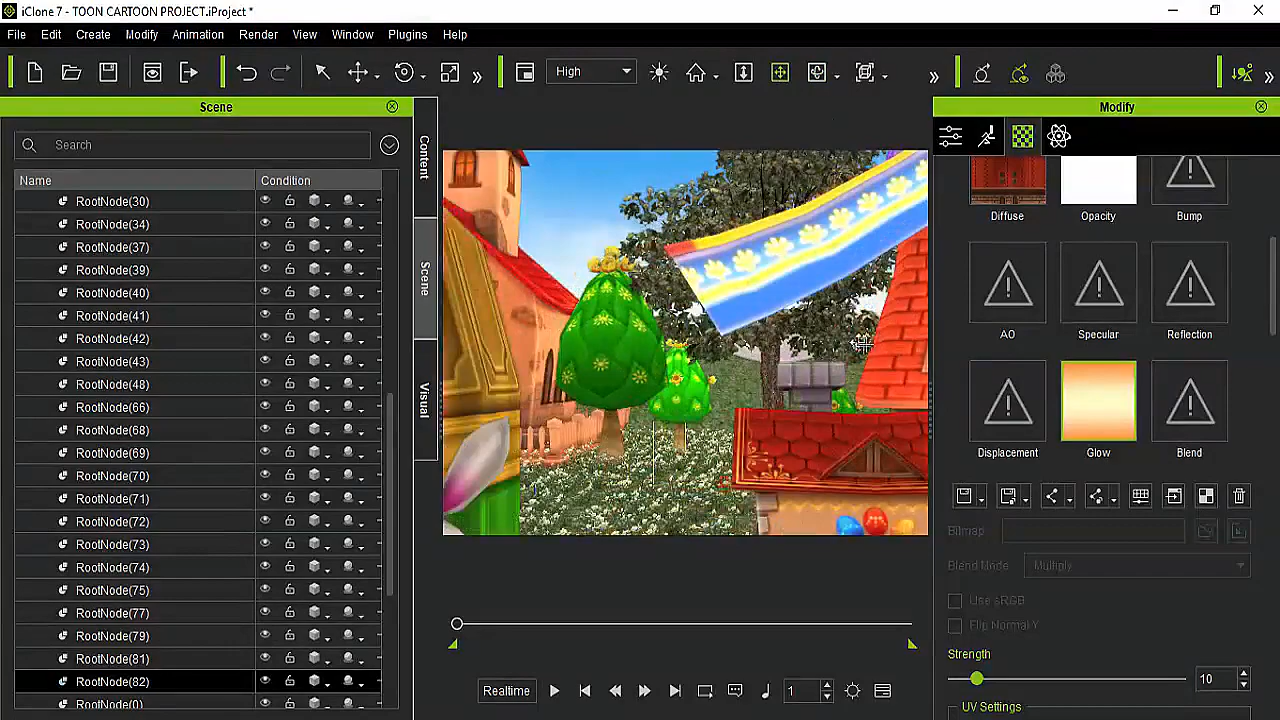 iClone 7 - TOON CARTOON PROJECT.iProject *
File Edit Create Modify Animation Render View Window Plugins Help
High
Scene
Search
Name Condition
RootNode(30)
RootNode(34)
RootNode(37)
RootNode(39)
RootNode(40)
RootNode(41)
RootNode(42)
RootNode(43)
RootNode(48)
RootNode(66)
RootNode(68)
RootNode(69)
RootNode(70)
RootNode(71)
RootNode(72)
RootNode(73)
RootNode(74)
RootNode(75)
RootNode(77)
RootNode(79)
RootNode(81)
RootNode(82)
RootNode(0)
Content
Scene
Visual
Realtime
1
Modify
Diffuse Opacity Bump
AO Specular Reflection
Displacement Glow Blend
Bitmap
Blend Mode Multiply
Use sRGB
Flip Normal Y
Strength
10
UV Settings